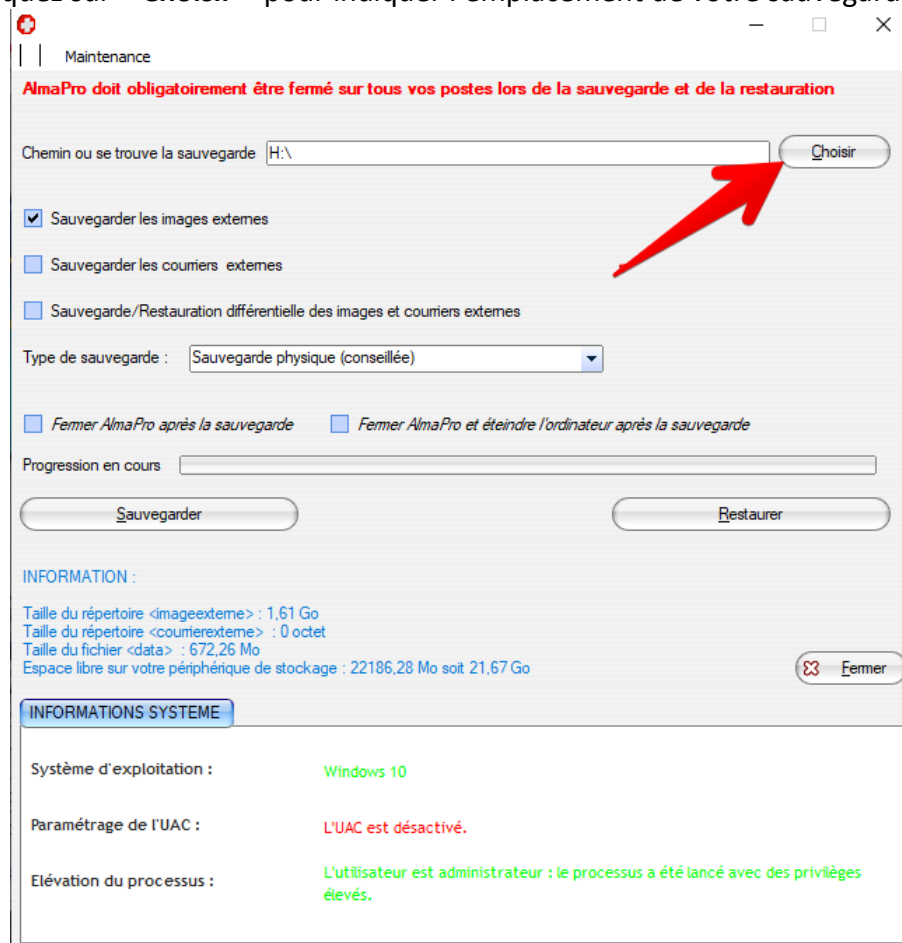 pour indiquer l'emplacement de votre
Maintenance
AlmaPro doit obligatoirement être fermé sur tous vos postes lors de la sauvegarde et de la restauration
Chemin ou se trouve la sauvegarde H:\ Choisir
Sauvegarder les images externes
Sauvegarder les courriers externes
Sauvegarde/Restauration différentielle des images et courriers externes
Type de sauvegarde : Sauvegarde physique (conseillée)
Fermer AlmaPro après la sauvegarde Fermer AlmaPro et éteindre l'ordinateur après la sauvegarde
Progression en cours
Sauvegarder Restaurer
INFORMATION :
Taille du répertoire <imageexterne> : 1,61 Go
Taille du répertoire <courrierexterne> : 0 octet
Taille du fichier <data> : 672,26 Mo
Espace libre sur votre périphérique de stockage : 22186,28 Mo soit 21,67 Go
Fermer
INFORMATIONS SYSTEME
Système d'exploitation : Windows 10
Paramétrage de l'UAC : L'UAC est désactivé.
Elévation du processus : L'utilisateur est administrateur : le processus a été lancé avec des privilèges
élevés.